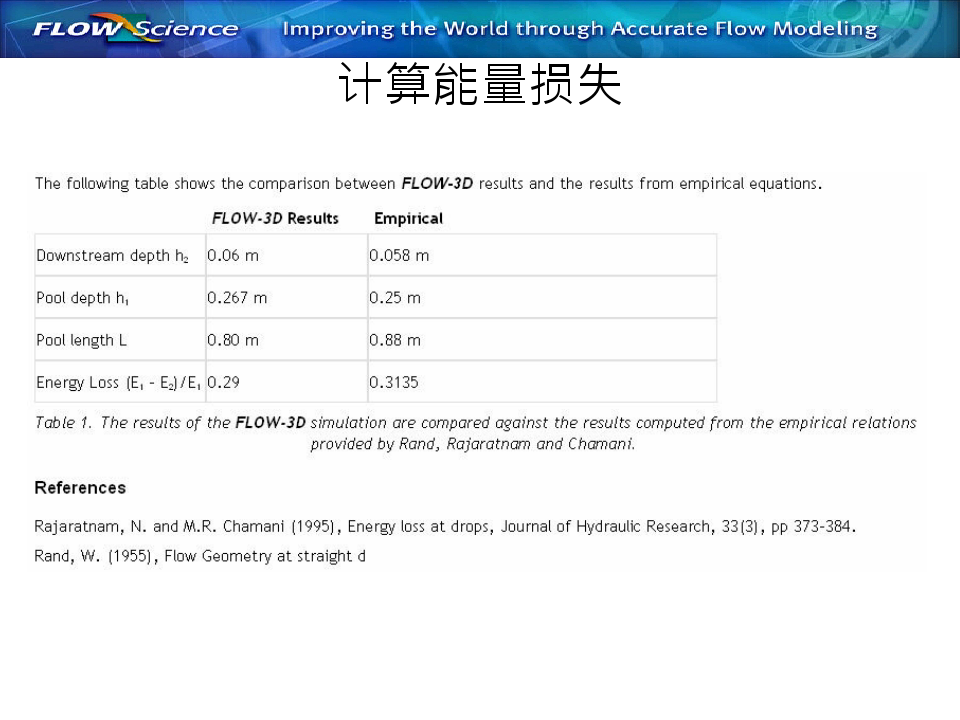 FLOW Science Improving the World through Accurate Flow Modeling
计算能量损失
The following table shows the comparison between FLOW-3D results and the results from empirical equations.
FLOW-3D Results Empirical
Downstream depth h₂ 0.06 m 0.058 m
Pool depth h₁ 0.267 m 0.25 m
Pool length L 0.80 m 0.88 m
Energy Loss (E₁ - E₂)/E₁ 0.29 0.3135
Table 1. The results of the FLOW-3D simulation are compared against the results computed from the empirical relations
provided by Rand, Rajaratnam and Chamani.
References
Rajaratnam, N. and M.R. Chamani (1995), Energy loss at drops, Journal of Hydraulic Research, 33(3), pp 373-384.
Rand, W. (1955), Flow Geometry at straight d